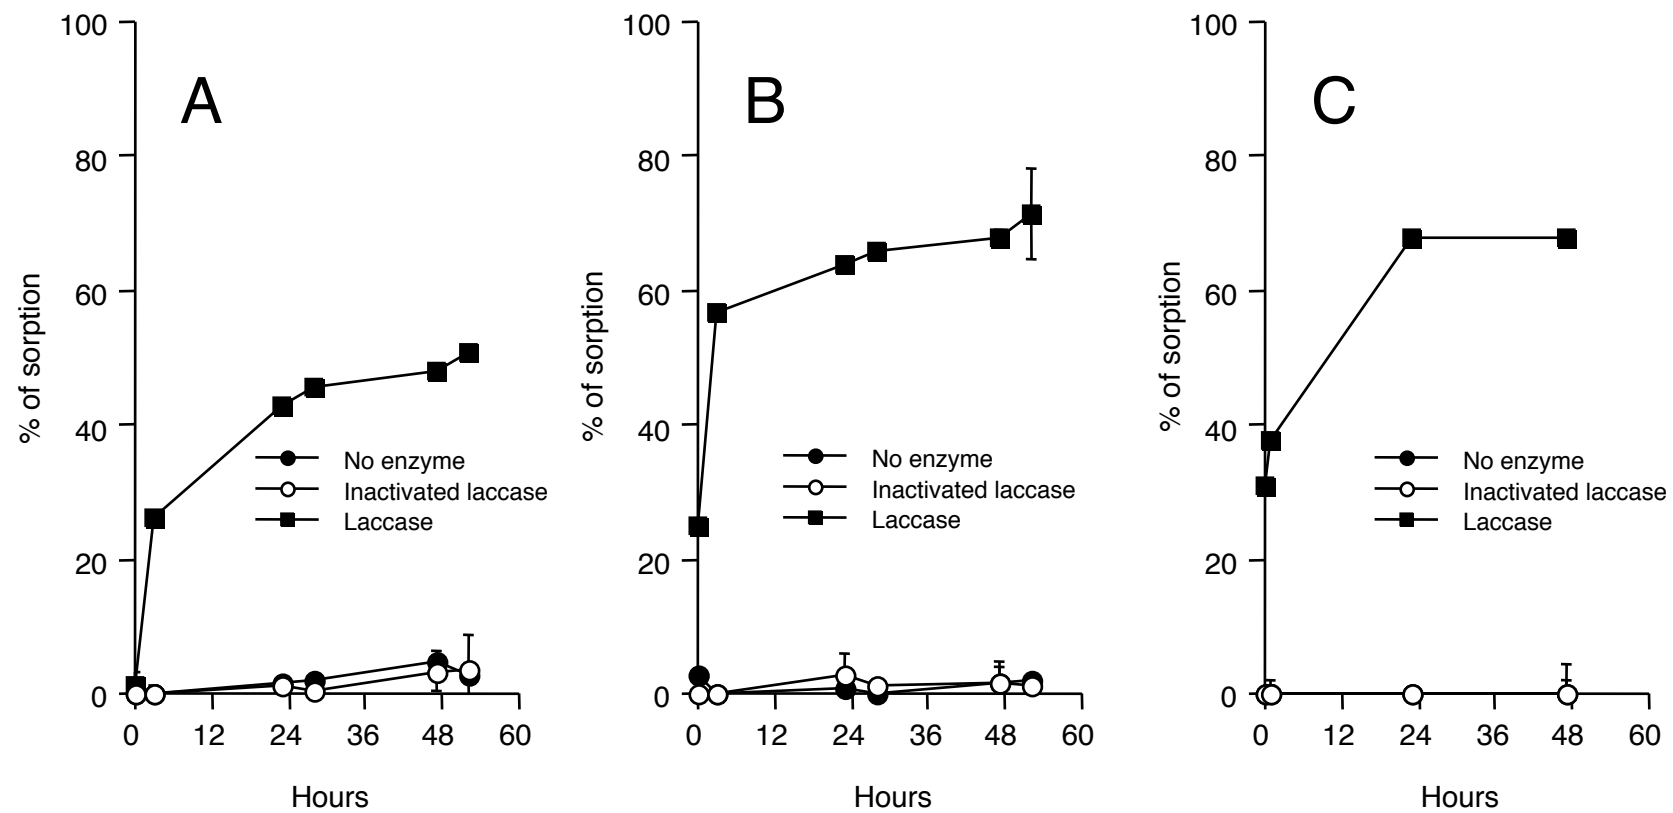 A
% of sorption
100
80
60
40
20
0
No enzyme
Inactivated laccase
Laccase
0 12 24 36 48 60
Hours
B
% of sorption
100
80
60
40
20
0
No enzyme
Inactivated laccase
Laccase
0 12 24 36 48 60
Hours
C
% of sorption
100
80
60
40
20
0
No enzyme
Inactivated laccase
Laccase
0 12 24 36 48 60
Hours